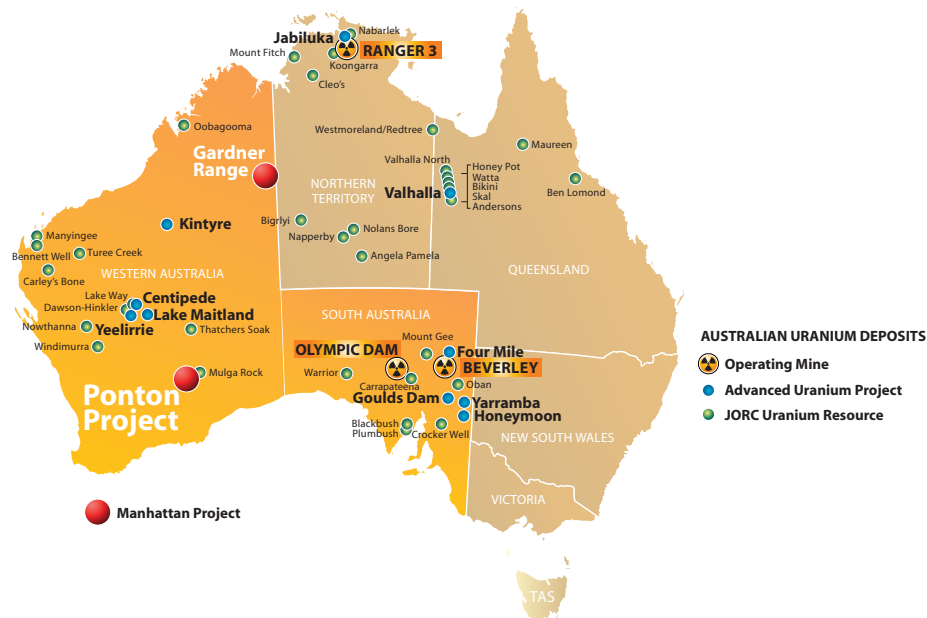 Nabarlek
Jabiluka
RANGER 3
Mount Fitch
Koongarra
Cleo's
Oobagooma
Westmoreland/Redtree
Maureen
Gardner
Range
Valhalla North
Honey Pot
Watta
Bikini
Skal
Andersons
Valhalla
Ben Lomond
NORTHERN
TERRITORY
Bigrlyi
Kintyre
Nolans Bore
Napperby
Manyingee
Bennett Well
Turee Creek
Angela Pamela
WESTERN AUSTRALIA
QUEENSLAND
Carley's Bone
Lake Way
Centipede
Dawson-Hinkler
Lake Maitland
SOUTH AUSTRALIA
Nowthanna
Yeelirrie
Thatchers Soak
Mount Gee
AUSTRALIAN URANIUM DEPOSITS
Windimurra
OLYMPIC DAM
Four Mile
BEVERLEY
Operating Mine
Mulga Rock
Warrior
Carrapateena
Oban
Advanced Uranium Project
Ponton
Project
Goulds Dam
Yarramba
Honeymoon
JORC Uranium Resource
Blackbush
Plumbush
Crocker Well
NEW SOUTH WALES
VICTORIA
Manhattan Project
TAS